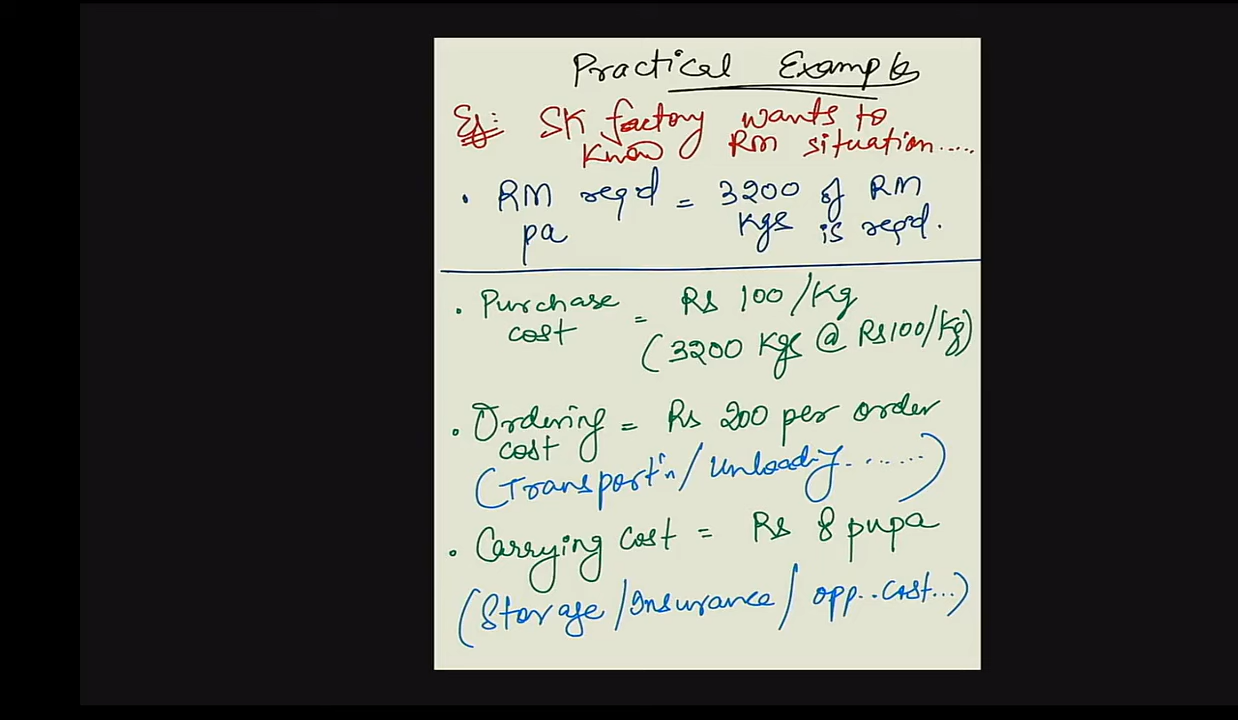 Practical Example
Eg: SK factory wants to
know RM situation.....
• RM reqd = 3200 of RM
pa kgs is reqd.
• Purchase = Rs 100/Kg
cost (3200 Kgs @ Rs100/Kg)
• Ordering = Rs 200 per order
cost
(Transport'n/Unloading.......)
• Carrying Cost = Rs 8 pupa
(Storage/Insurance/opp..cost...)